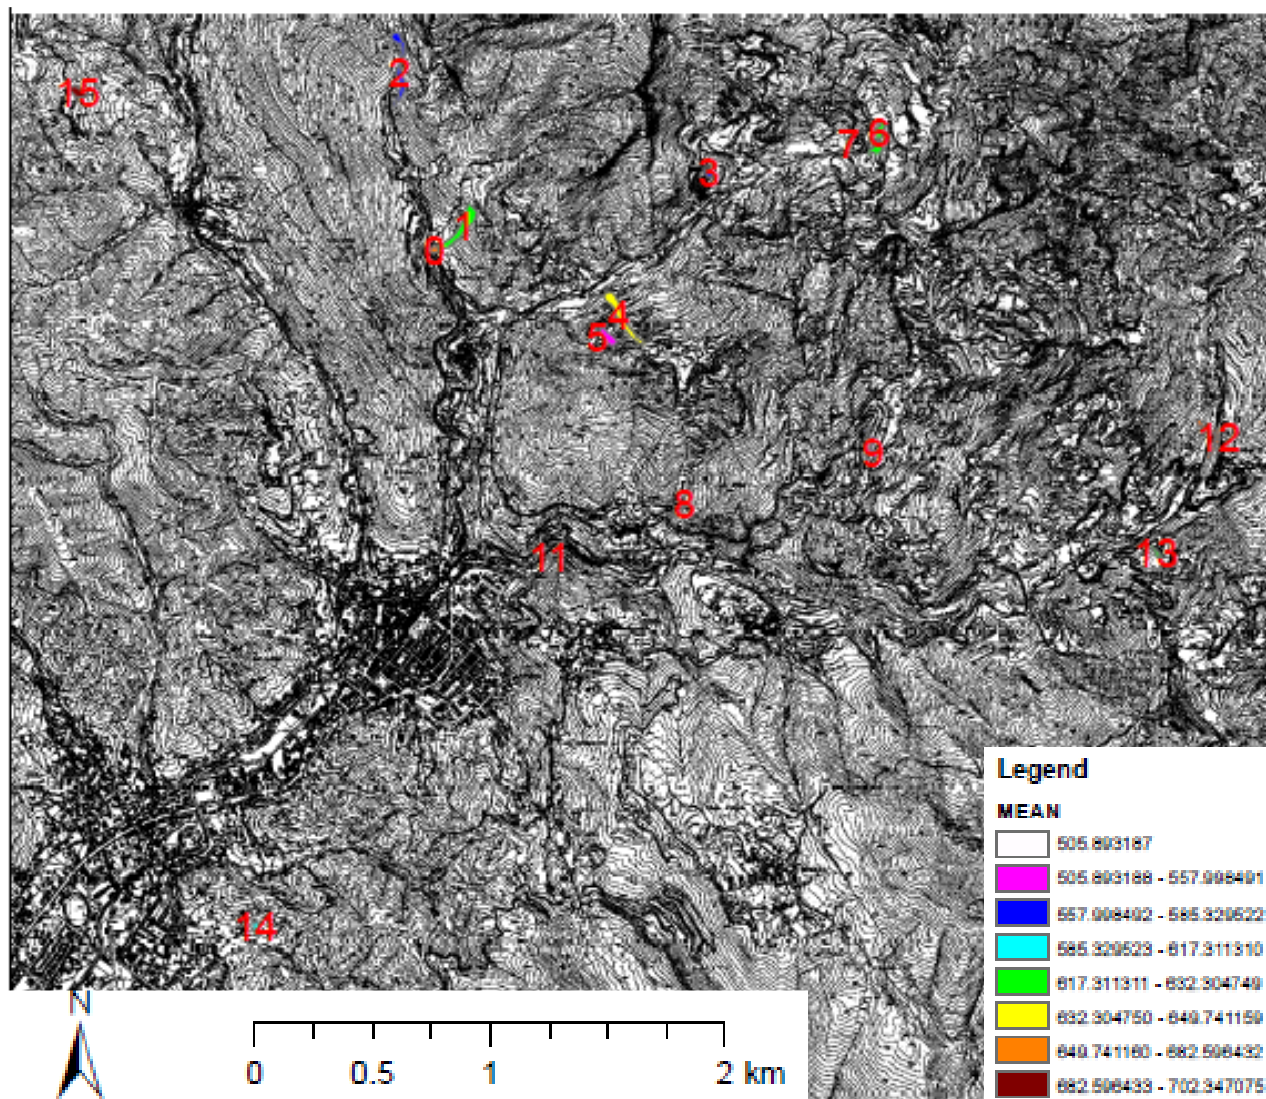 2
15
6
7
3
1
0
4
5
12
9
8
11
13
14
Legend
MEAN
505.893187
505.893188 - 557.998491
557.998492 - 585.329522
585.329523 - 617.311310
617.311311 - 632.304749
632.304750 - 649.741159
649.741160 - 682.596432
682.596433 - 702.347075
N
0 0.5 1 2 km